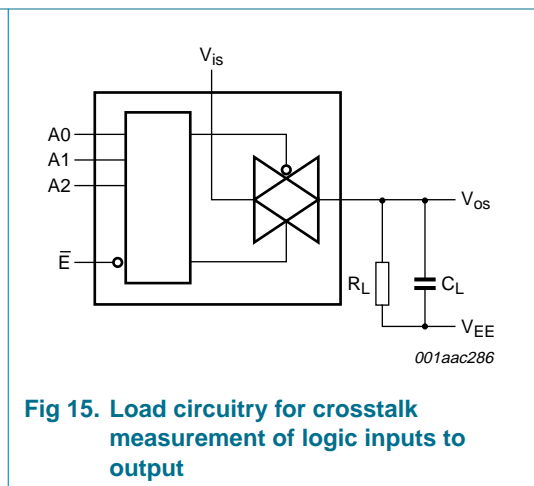 Vis
A0
A1
A2
E̅
Vos
RL
CL
VEE
001aac286
Fig 15. Load circuitry for crosstalk
measurement of logic inputs to
output